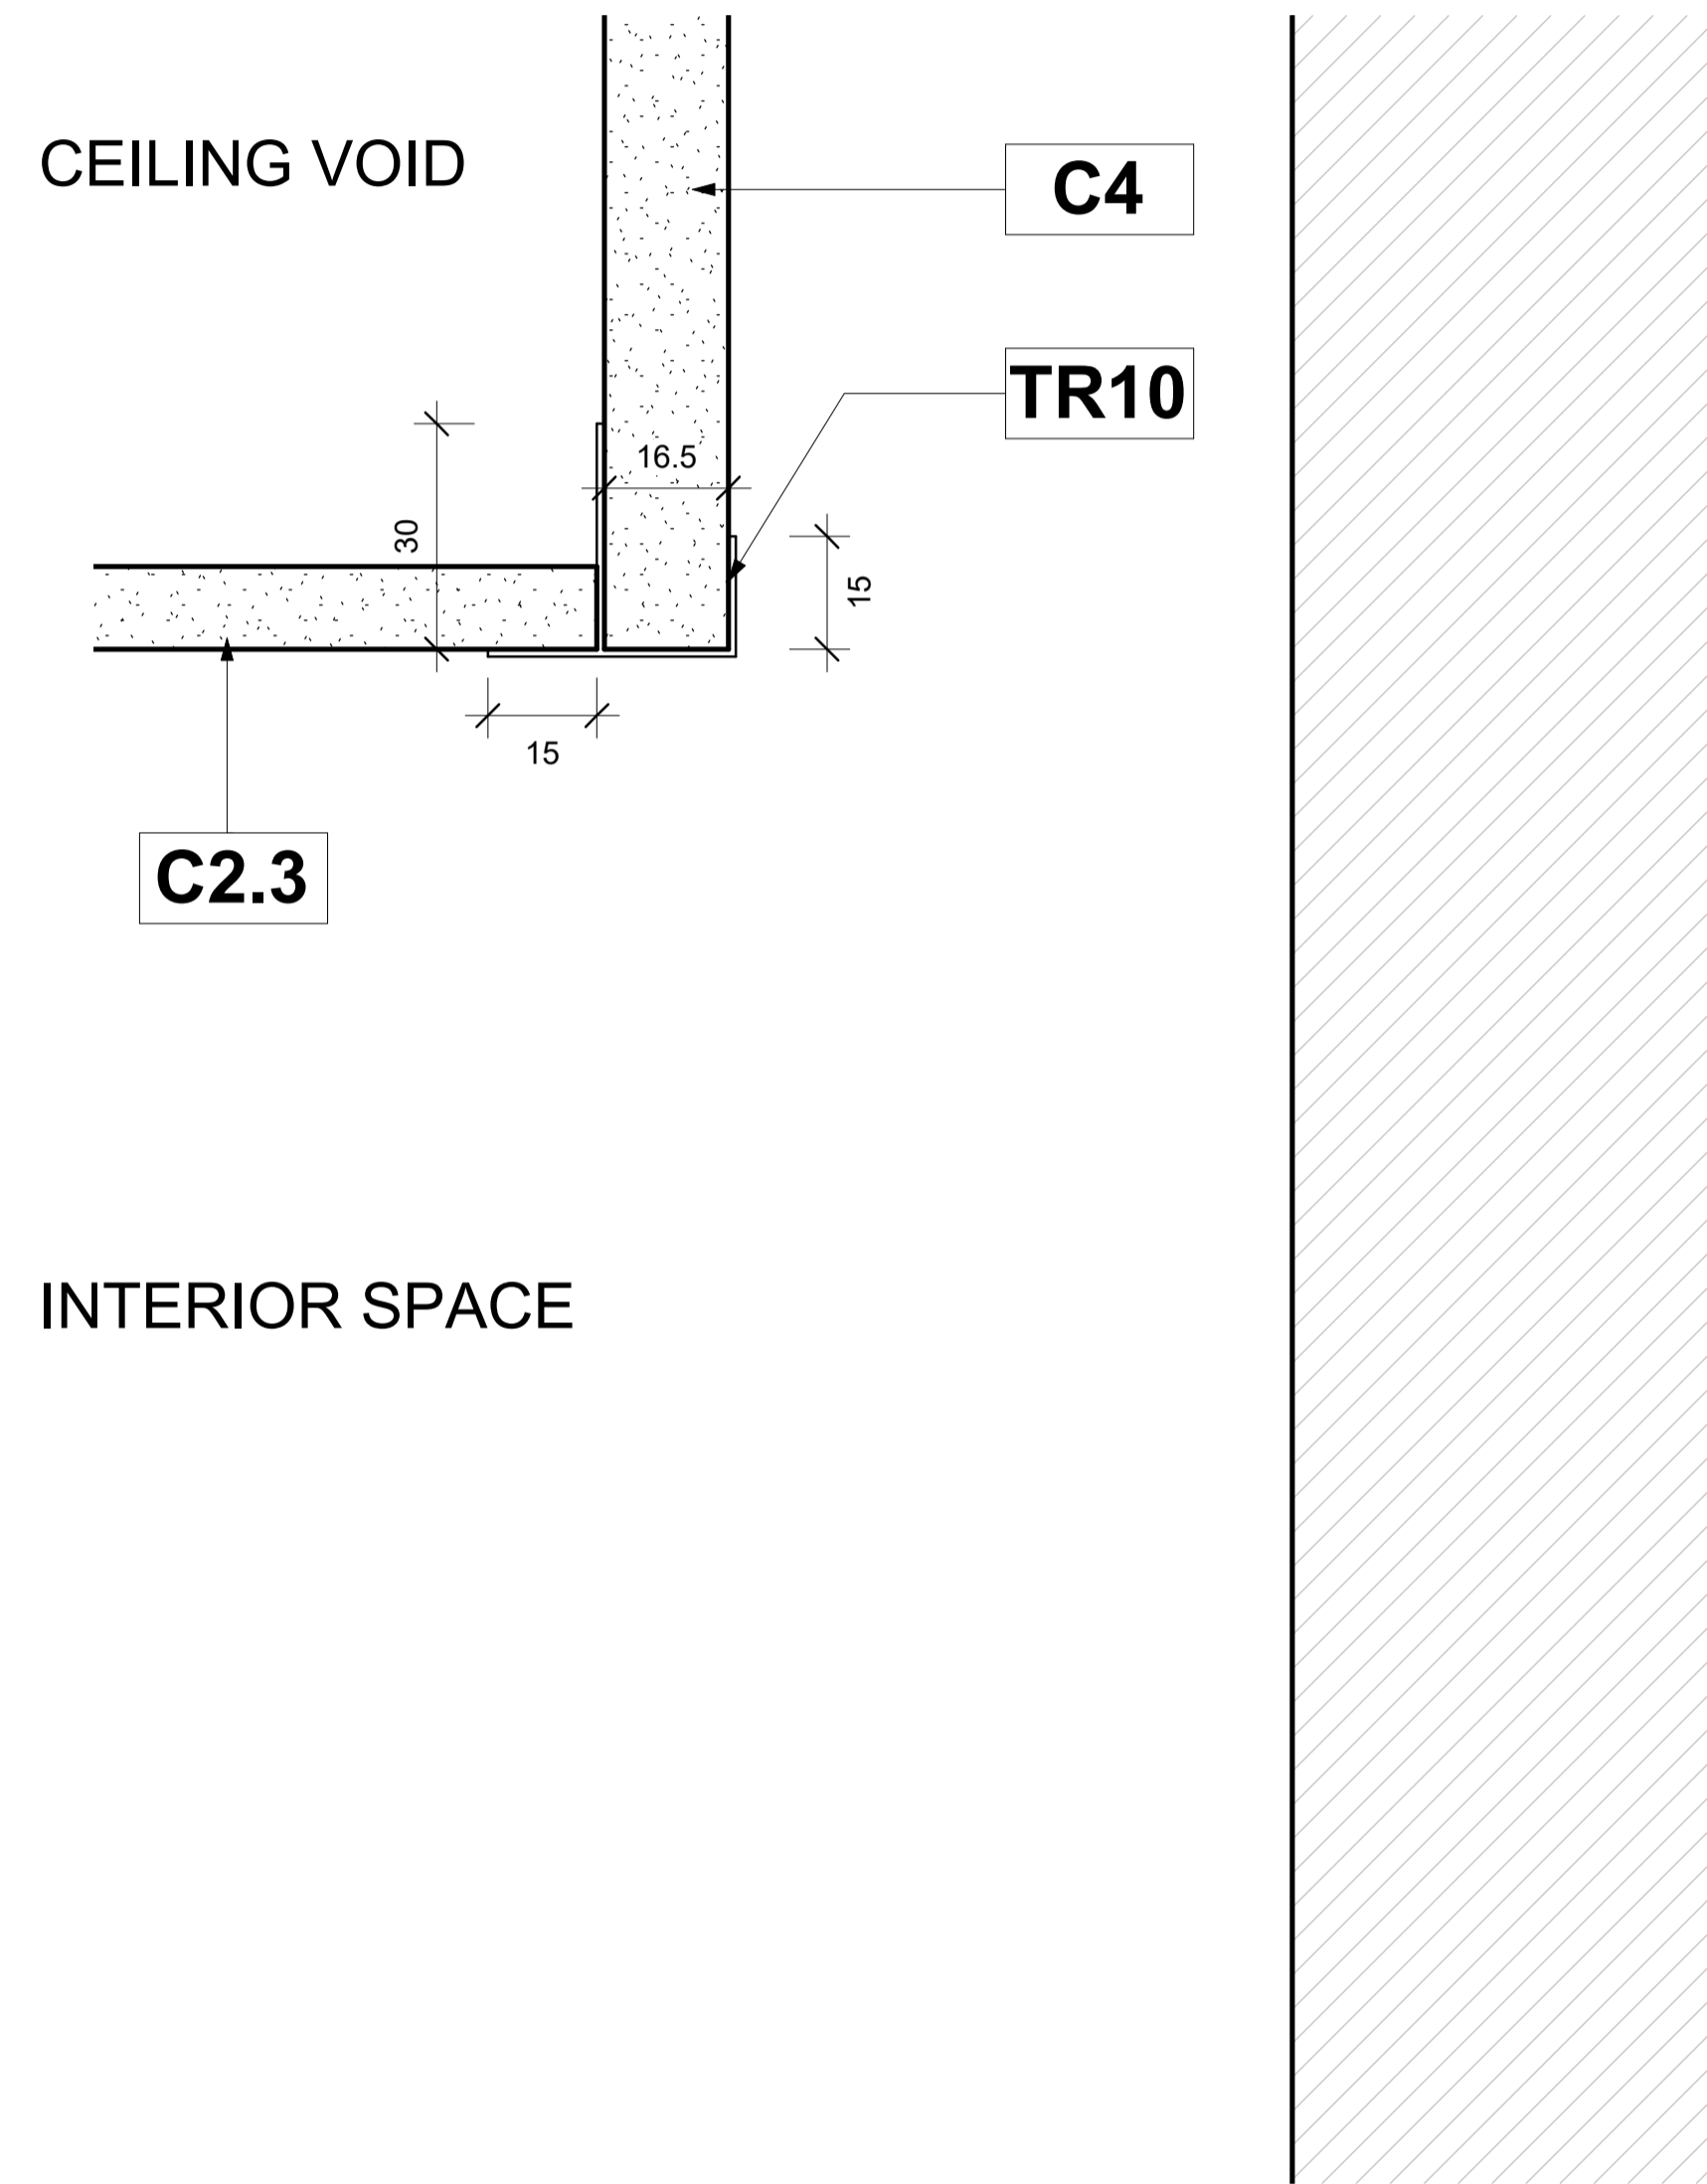 CEILING VOID
C4
TR10
16.5
30
15
15
C2.3
INTERIOR SPACE